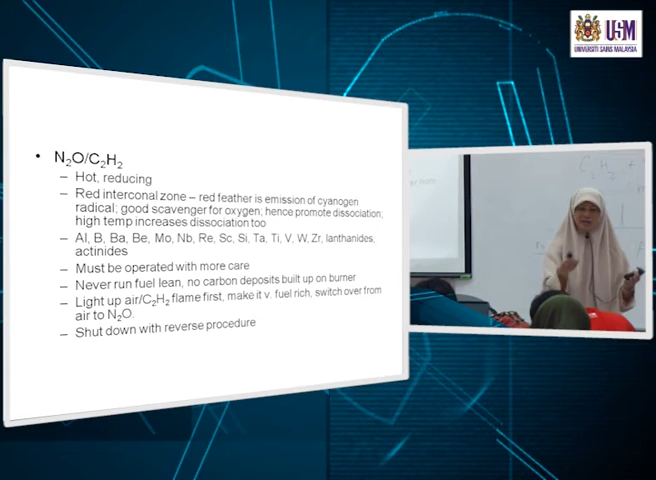 USM
UNIVERSITI SAINS MALAYSIA
• N₂O/C₂H₂
– Hot, reducing
– Red interconal zone – red feather is emission of cyanogen
radical; good scavenger for oxygen; hence promote dissociation;
high temp increases dissociation too
– Al, B, Ba, Be, Mo, Nb, Re, Sc, Si, Ta, Ti, V, W, Zr, lanthanides,
actinides
– Must be operated with more care
– Never run fuel lean, no carbon deposits built up on burner
– Light up air/C₂H₂ flame first, make it v. fuel rich, switch over from
air to N₂O.
– Shut down with reverse procedure
C₂H₂ +